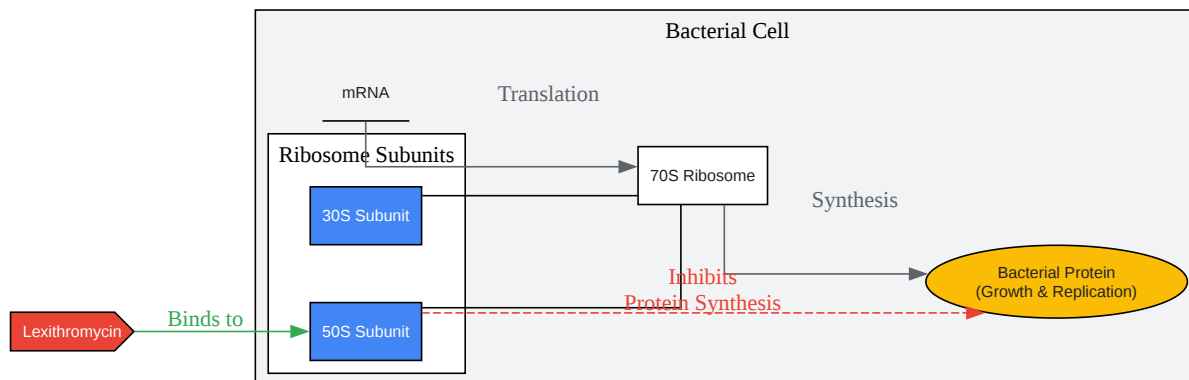 Bacterial Cell
mRNA
Translation
Ribosome Subunits
70S Ribosome
30S Subunit
Synthesis
Inhibits
Protein Synthesis
Bacterial Protein
(Growth & Replication)
Lexithromycin
Binds to
50S Subunit